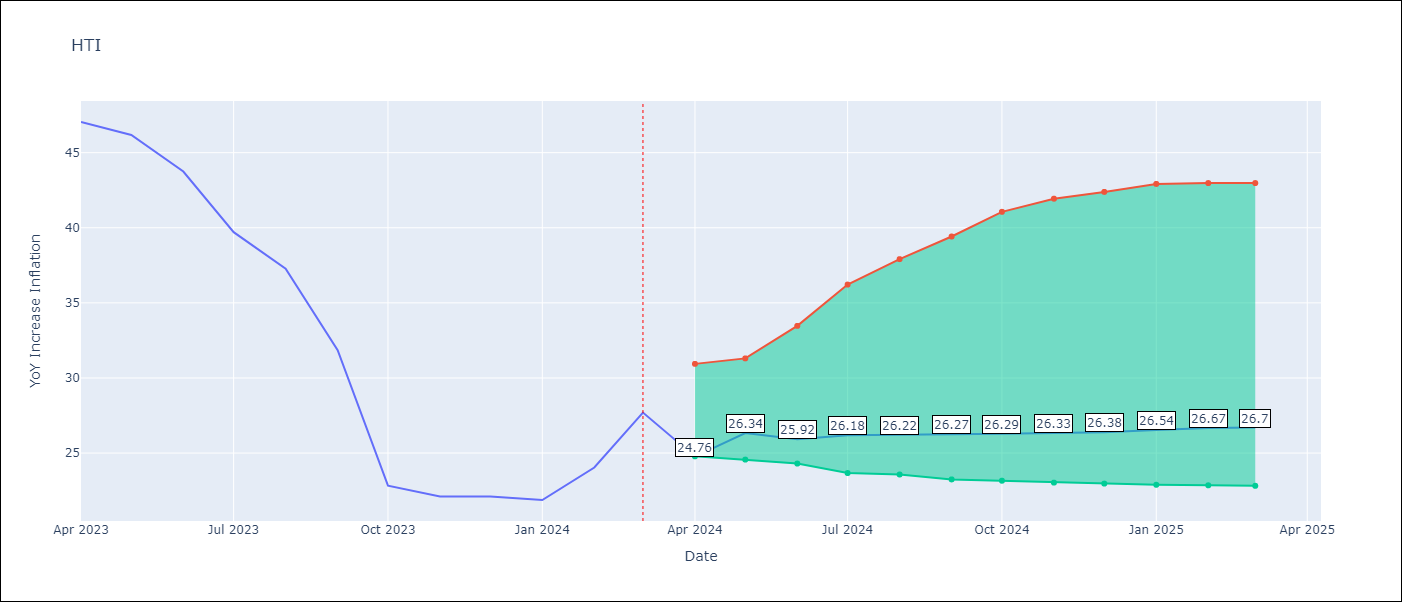 HTI
YoY Increase Inflation
45
40
35
30
25
24.76
26.34
25.92
26.18
26.22
26.27
26.29
26.33
26.38
26.54
26.67
26.7
Apr 2023
Jul 2023
Oct 2023
Jan 2024
Apr 2024
Jul 2024
Oct 2024
Jan 2025
Apr 2025
Date